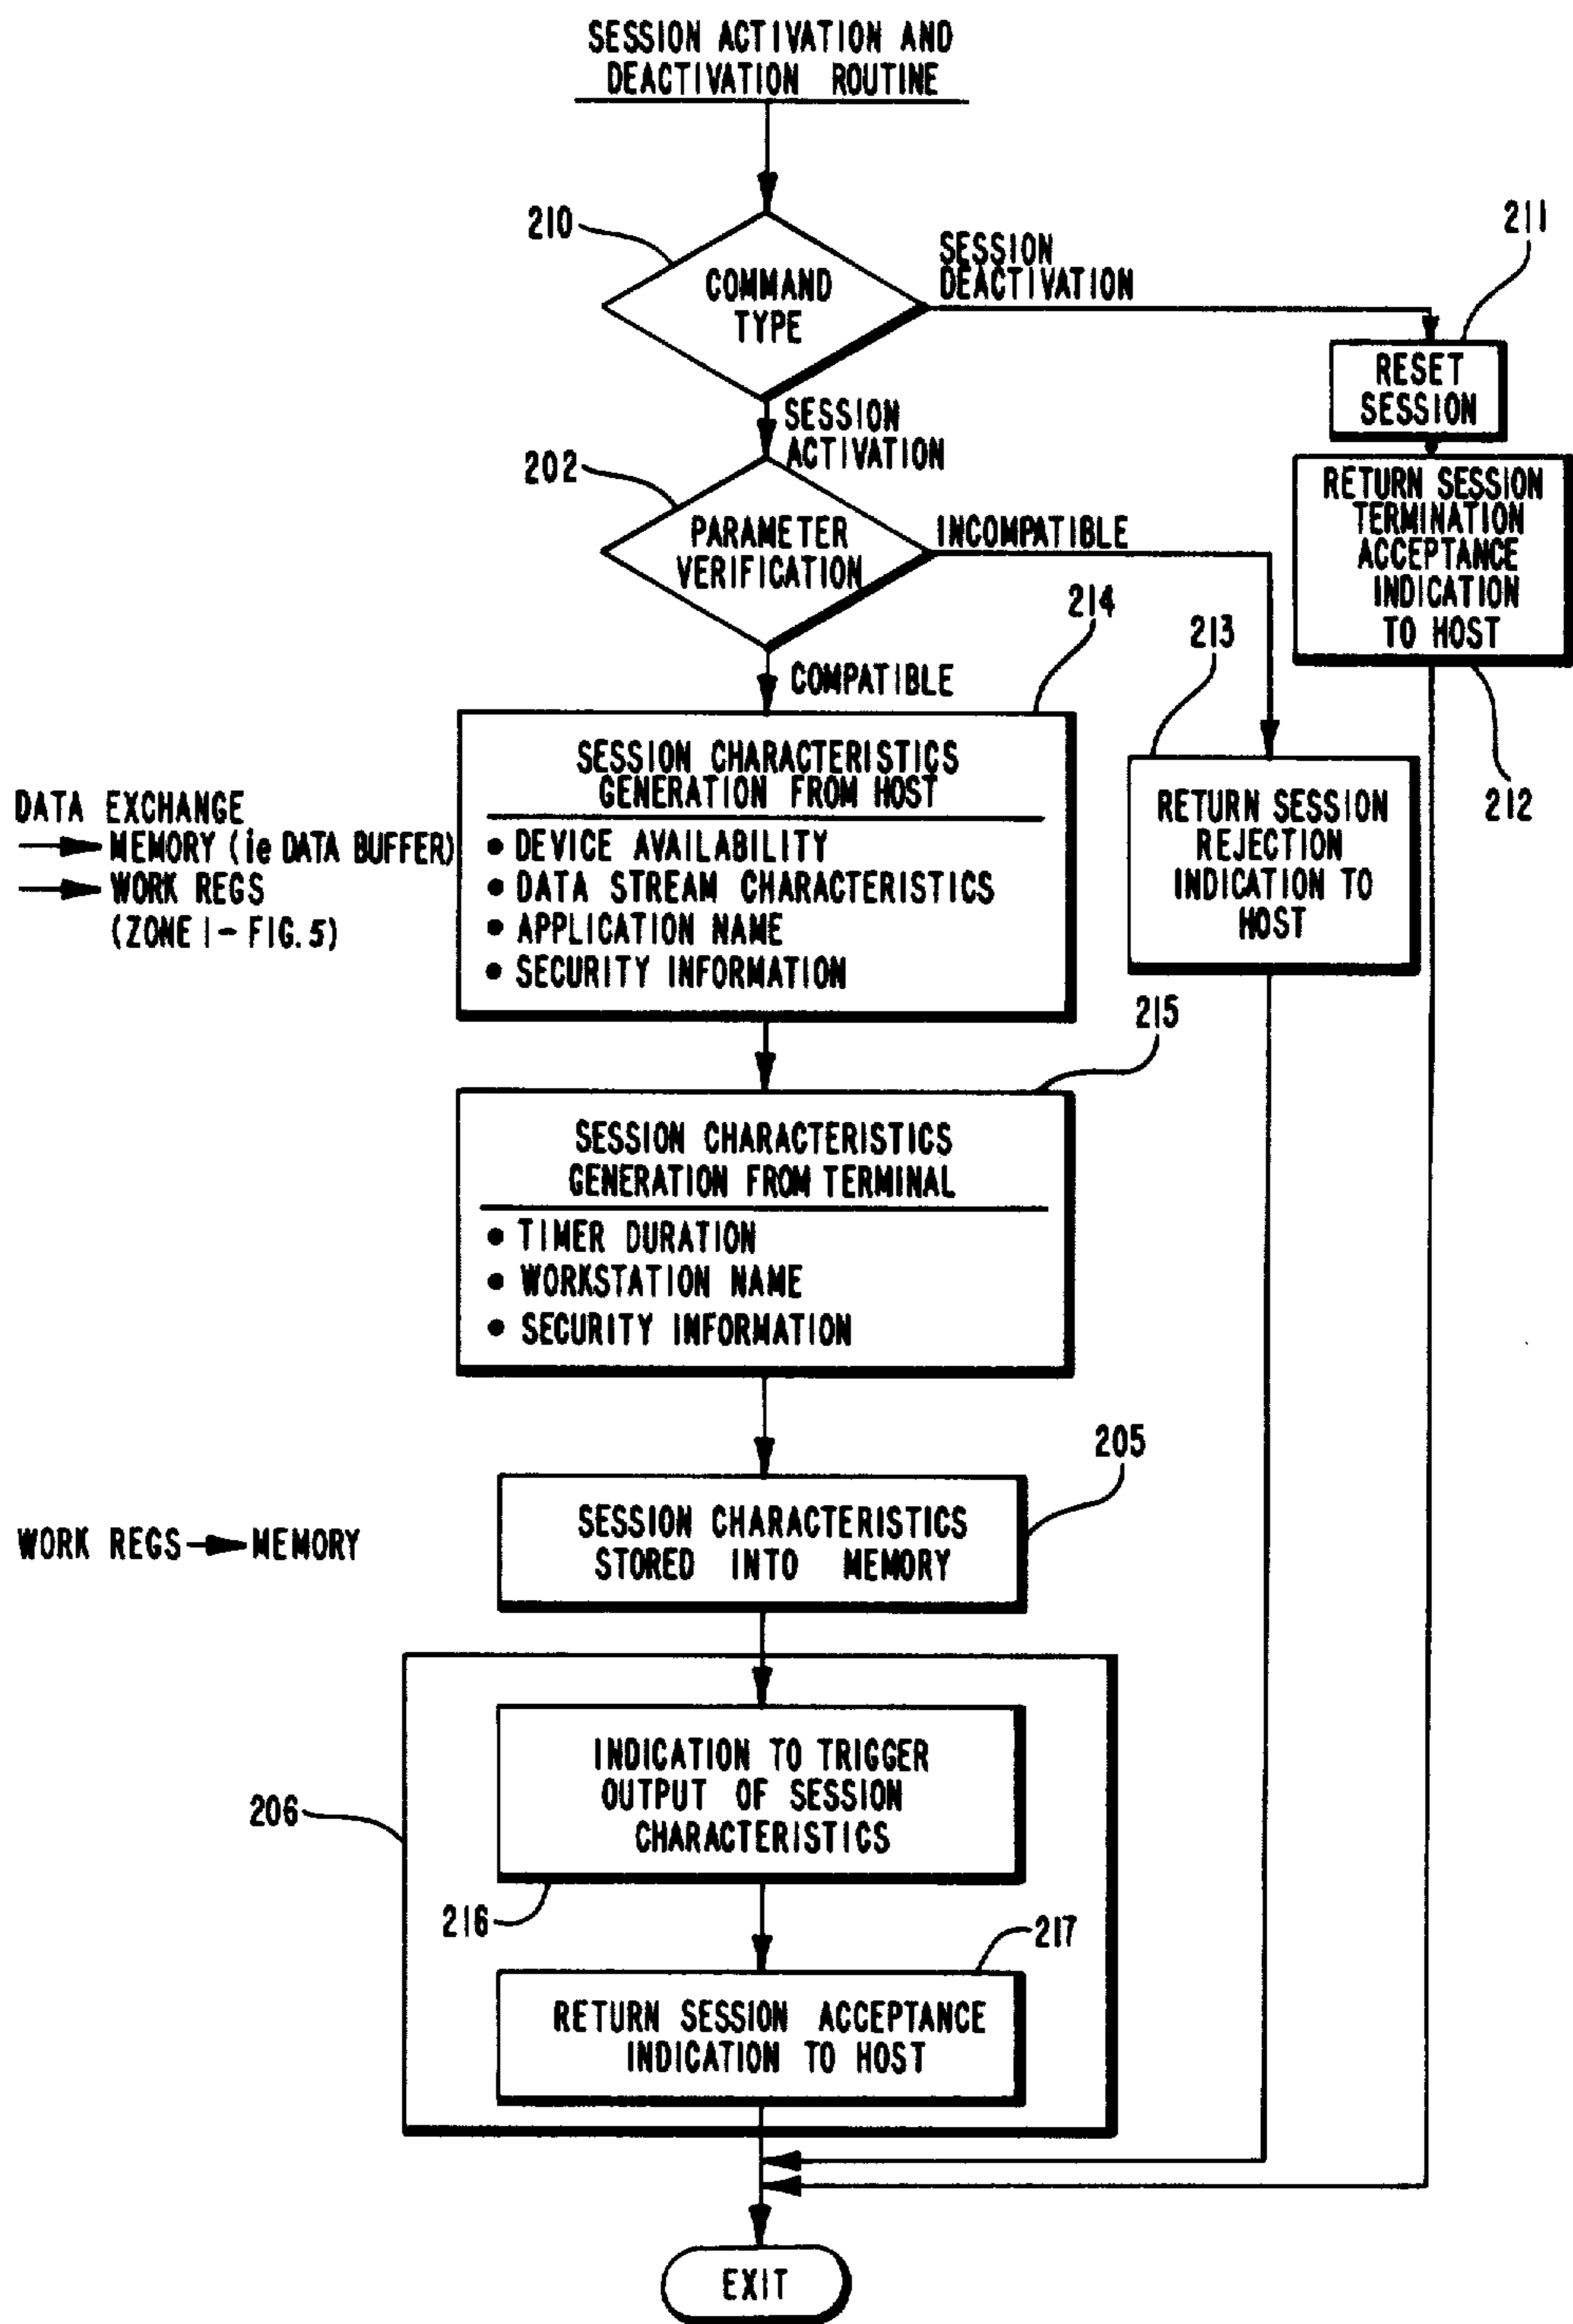 SESSION ACTIVATION AND
DEACTIVATION ROUTINE
210
COMMAND
TYPE
SESSION
DEACTIVATION
211
RESET
SESSION
SESSION
ACTIVATION
202
PARAMETER
VERIFICATION
INCOMPATIBLE
RETURN SESSION
TERMINATION
ACCEPTANCE
INDICATION
TO HOST
212
COMPATIBLE
214
213
SESSION CHARACTERISTICS
GENERATION FROM HOST
• DEVICE AVAILABILITY
• DATA STREAM CHARACTERISTICS
• APPLICATION NAME
• SECURITY INFORMATION
DATA EXCHANGE
→ MEMORY (ie DATA BUFFER)
→ WORK REGS
(ZONE 1 - FIG. 5)
RETURN SESSION
REJECTION
INDICATION TO
HOST
215
SESSION CHARACTERISTICS
GENERATION FROM TERMINAL
• TIMER DURATION
• WORKSTATION NAME
• SECURITY INFORMATION
205
WORK REGS → MEMORY
SESSION CHARACTERISTICS
STORED INTO MEMORY
206
INDICATION TO TRIGGER
OUTPUT OF SESSION
CHARACTERISTICS
216
217
RETURN SESSION ACCEPTANCE
INDICATION TO HOST
EXIT